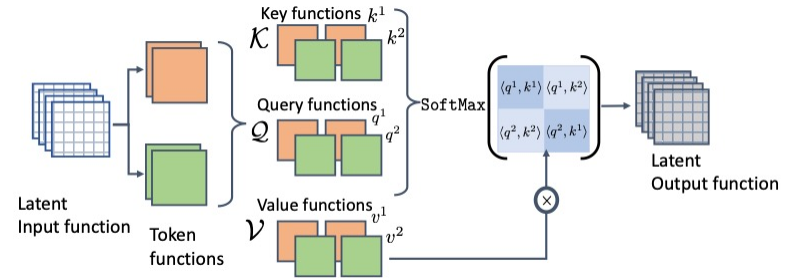 Key functions k¹
𝒦
k²
Query functions
q¹
𝒬
q²
Value functions
v¹
𝒱
v²
Latent
Input function
Token
functions
SoftMax
⟨q¹, k¹⟩ ⟨q¹, k²⟩
⟨q², k²⟩ ⟨q², k¹⟩
×
Latent
Output function